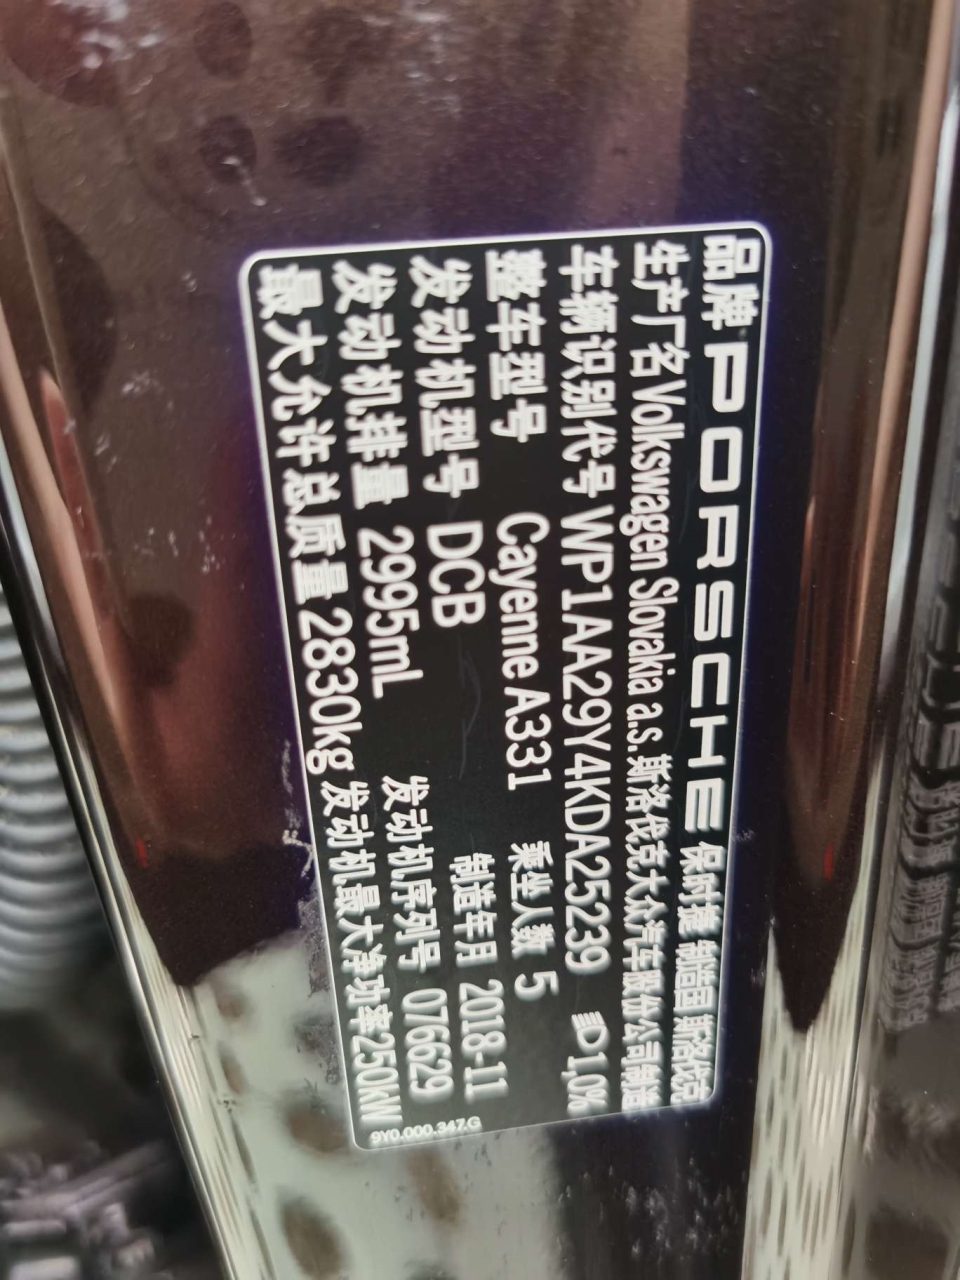 品牌 PORSCHE 保时捷 制造国 斯洛伐克
生产厂名 Volkswagen Slovakia a.s.斯洛伐克大众汽车股份公司制造
车辆识别代号 WP1AA29Y4KDA25239 1,0%
整车型号 Cayenne A331 乘坐人数 5
发动机型号 DCB 制造年月 2018-11
发动机排量 2995mL 发动机序列号 076629
最大允许总质量 2830kg 发动机最大净功率250kW
9Y0.000.347.G